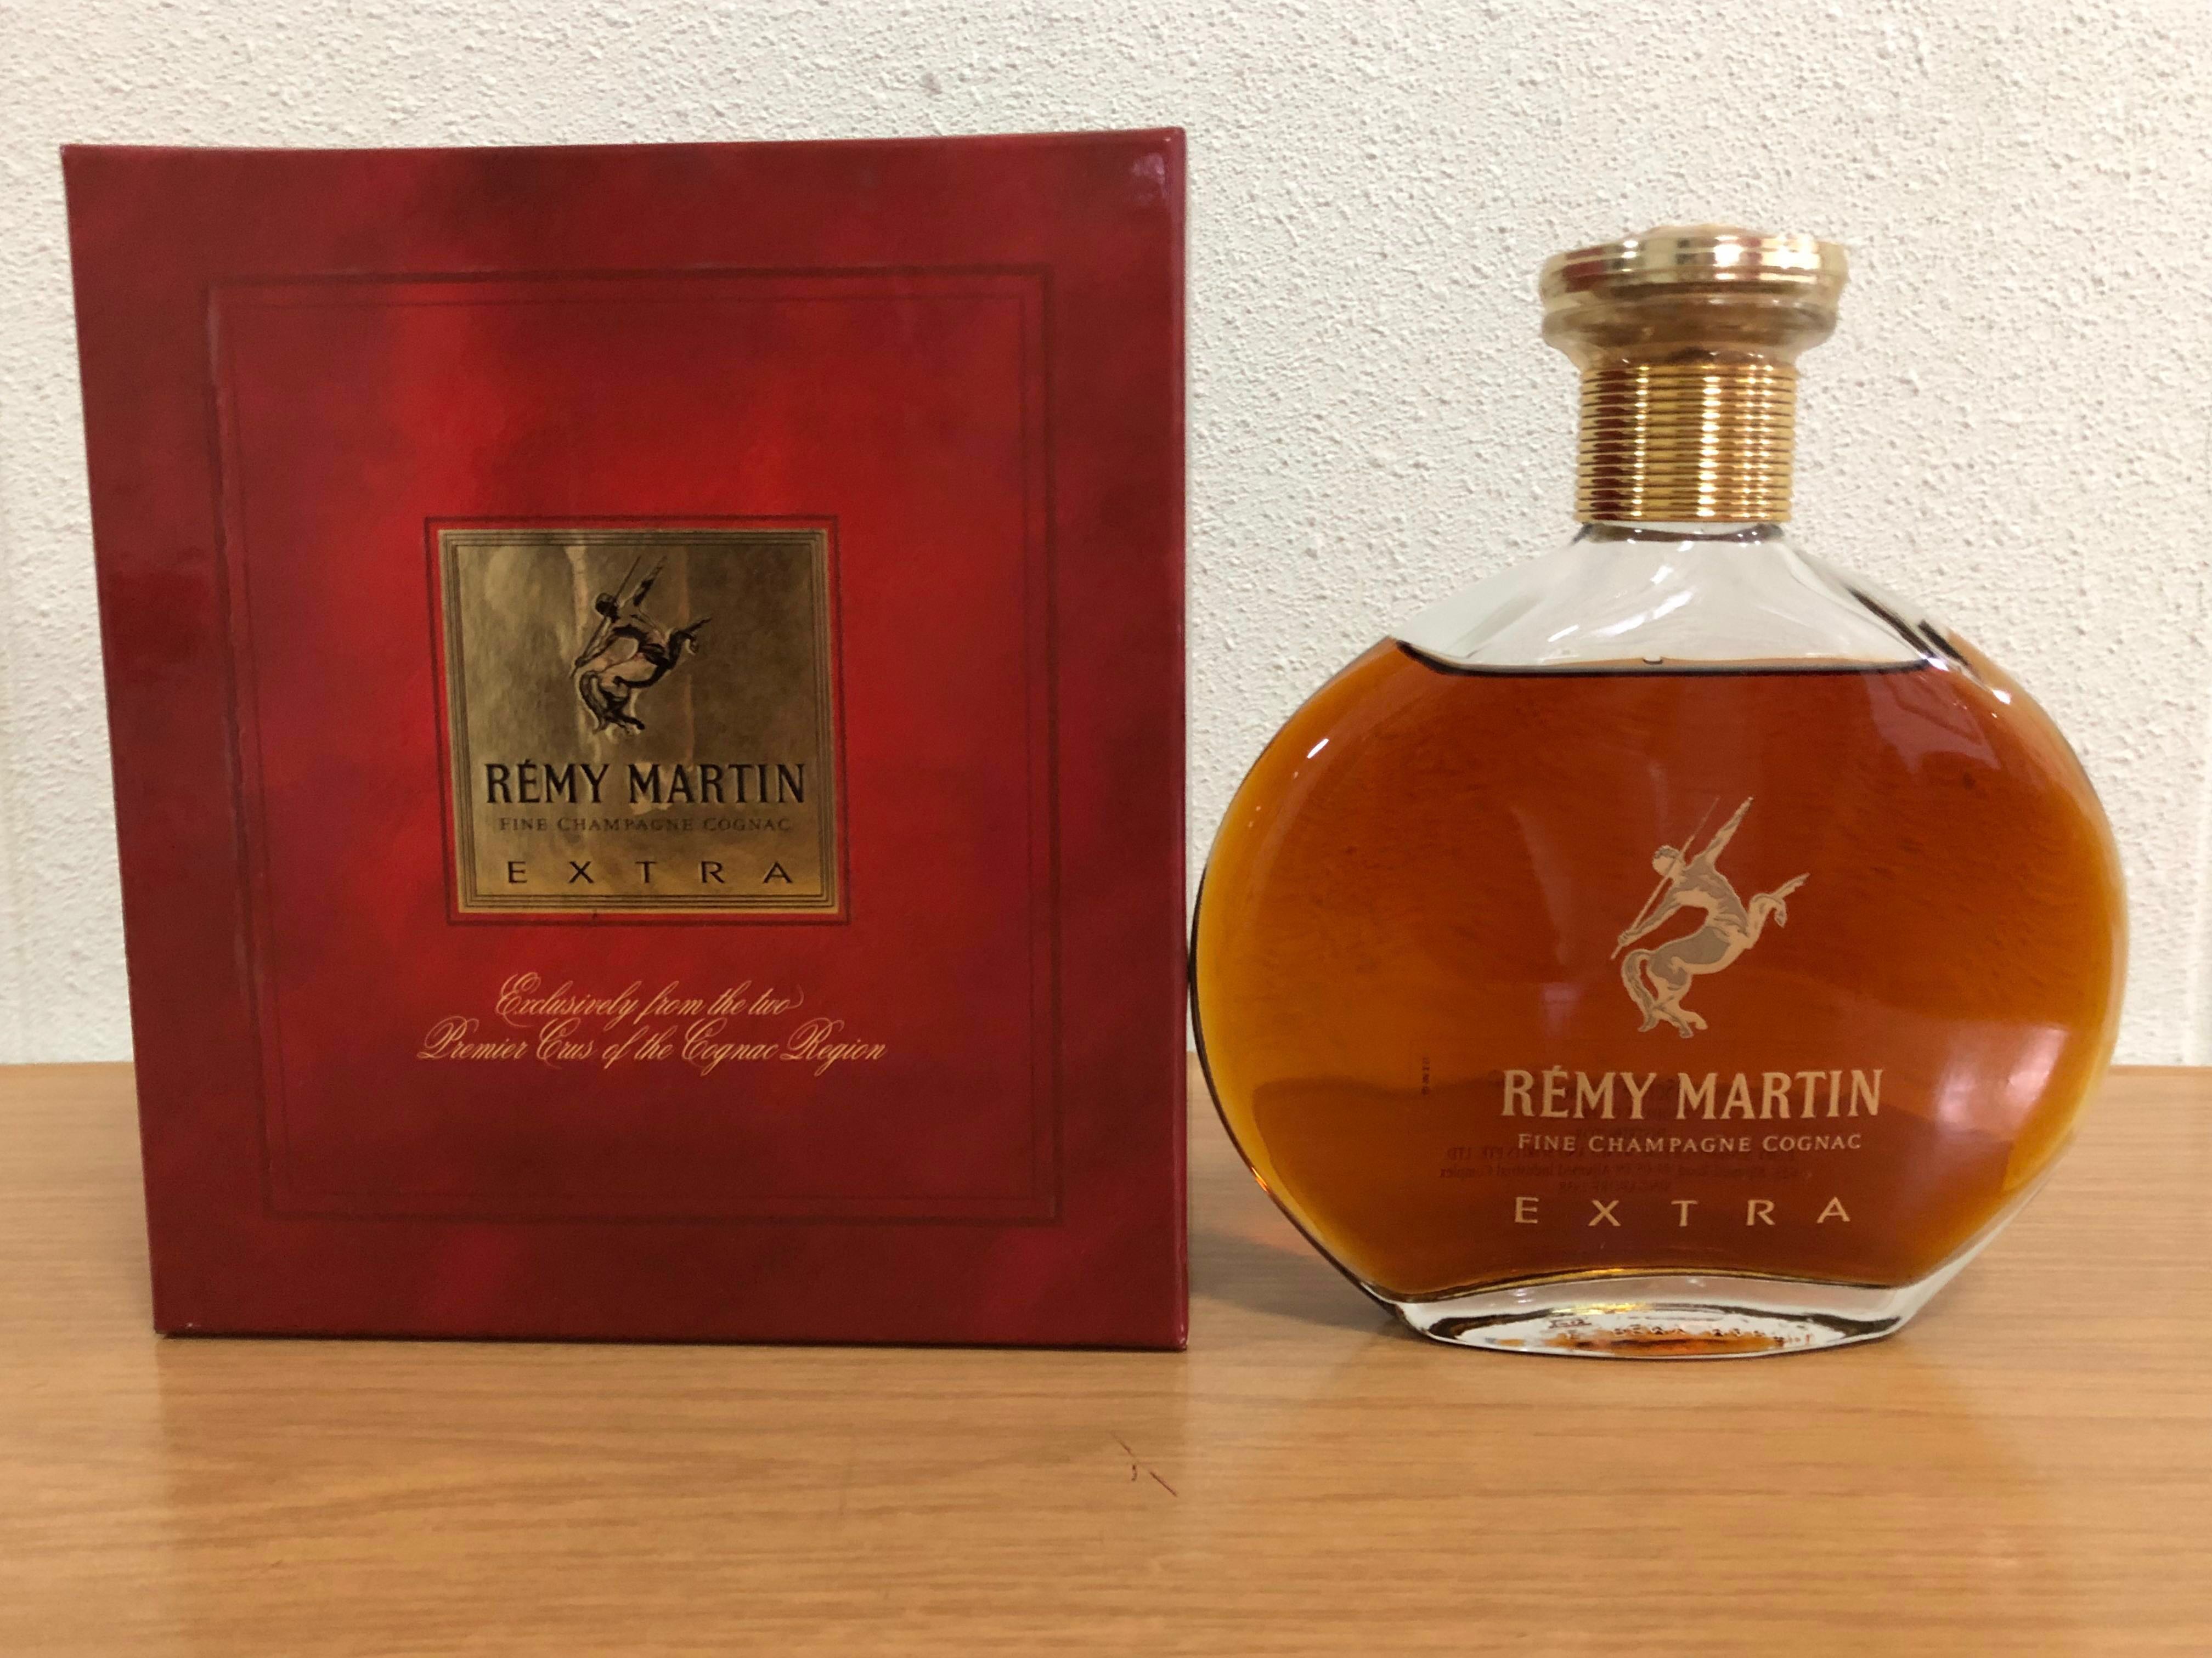 RÉMY MARTIN
FINE CHAMPAGNE COGNAC
EXTRA
Exclusively from the two
Premier Crus of the Cognac Region
RÉMY MARTIN
FINE CHAMPAGNE COGNAC
EXTRA